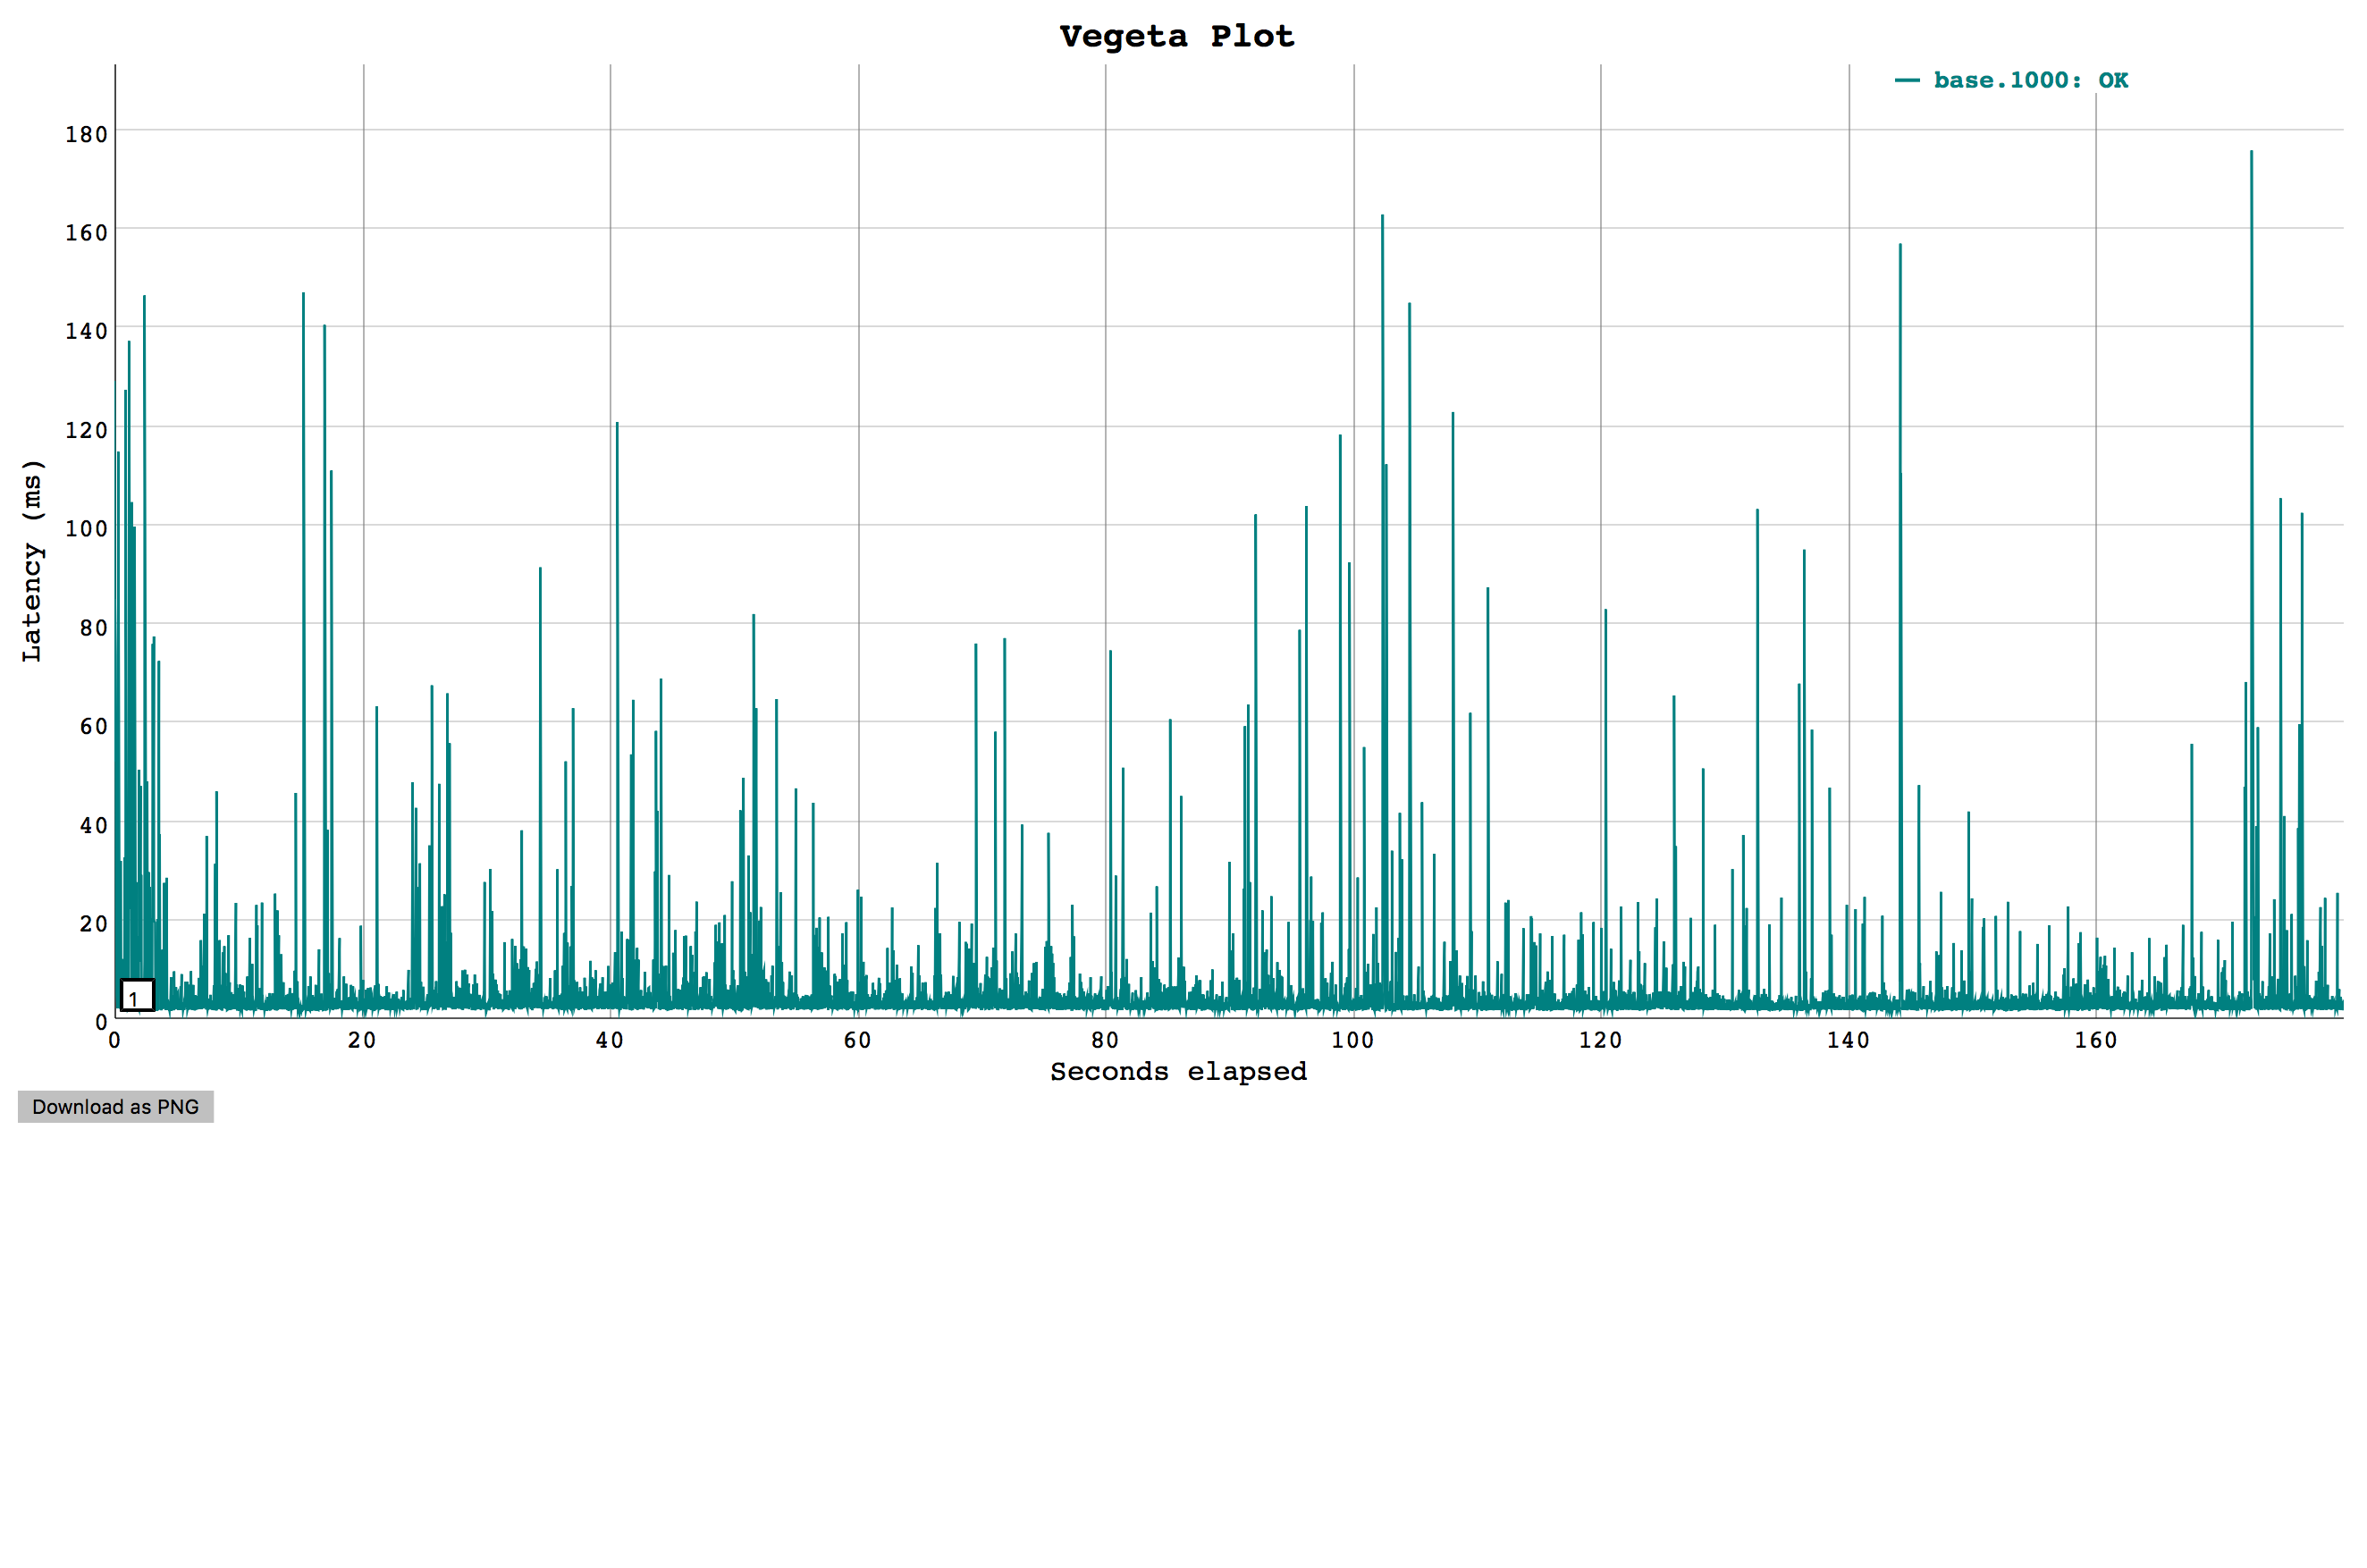 Vegeta Plot
base.1000: OK
180
160
140
120
100
80
60
40
20
0
Latency (ms)
1
0 20 40 60 80 100 120 140 160
Seconds elapsed
Download as PNG